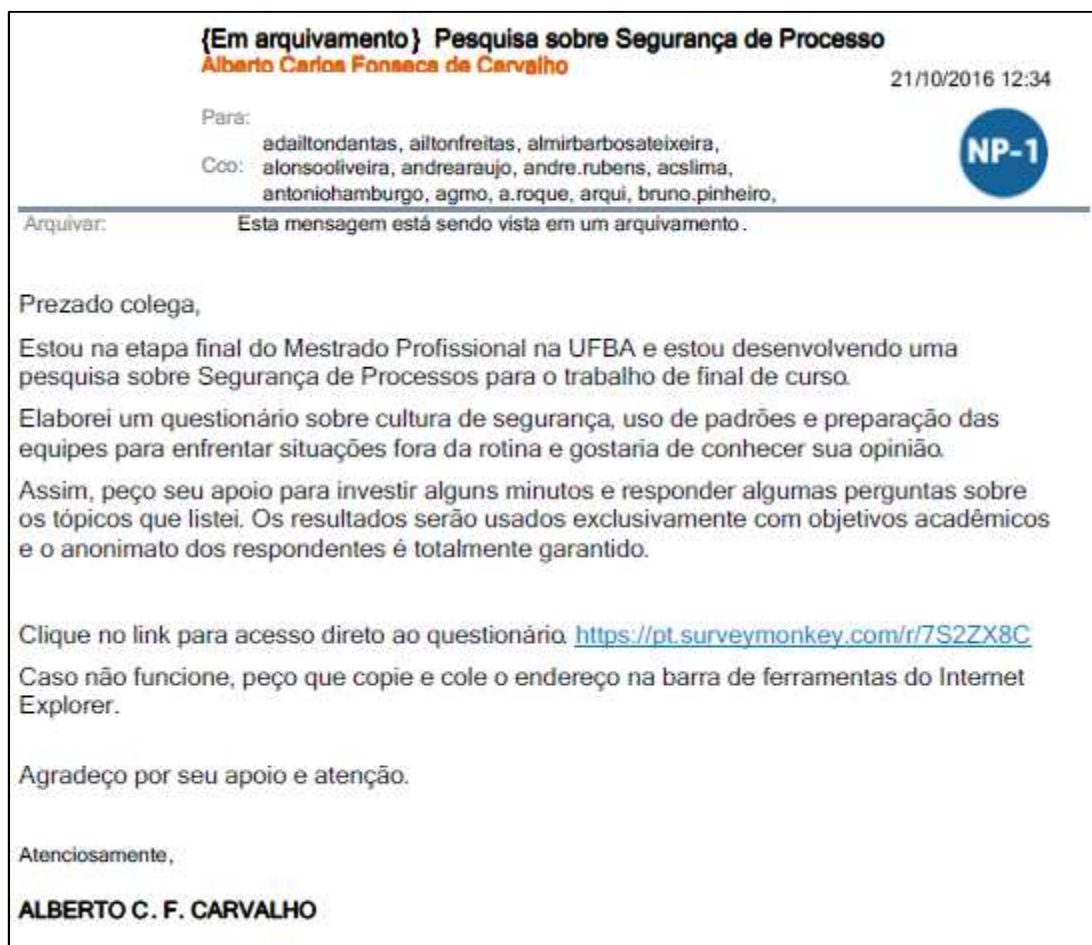 {Em arquivamento} Pesquisa sobre Segurança de Processo
Alberto Carlos Fonseca de Carvalho
21/10/2016 12:34
Para:
adailtondantas, ailtonfreitas, almirbarbosateixeira,
Cco: alonsooliveira, andrearaujo, andre.rubens, acslima,
antoniohamburgo, agmo, a.roque, arqui, bruno.pinheiro,
NP-1
Arquivar: Esta mensagem está sendo vista em um arquivamento.
Prezado colega,
Estou na etapa final do Mestrado Profissional na UFBA e estou desenvolvendo uma
pesquisa sobre Segurança de Processos para o trabalho de final de curso.
Elaborei um questionário sobre cultura de segurança, uso de padrões e preparação das
equipes para enfrentar situações fora da rotina e gostaria de conhecer sua opinião.
Assim, peço seu apoio para investir alguns minutos e responder algumas perguntas sobre
os tópicos que listei. Os resultados serão usados exclusivamente com objetivos acadêmicos
e o anonimato dos respondentes é totalmente garantido.
Clique no link para acesso direto ao questionário. https://pt.surveymonkey.com/r/7S2ZX8C
Caso não funcione, peço que copie e cole o endereço na barra de ferramentas do Internet
Explorer.
Agradeço por seu apoio e atenção.
Atenciosamente,
ALBERTO C. F. CARVALHO